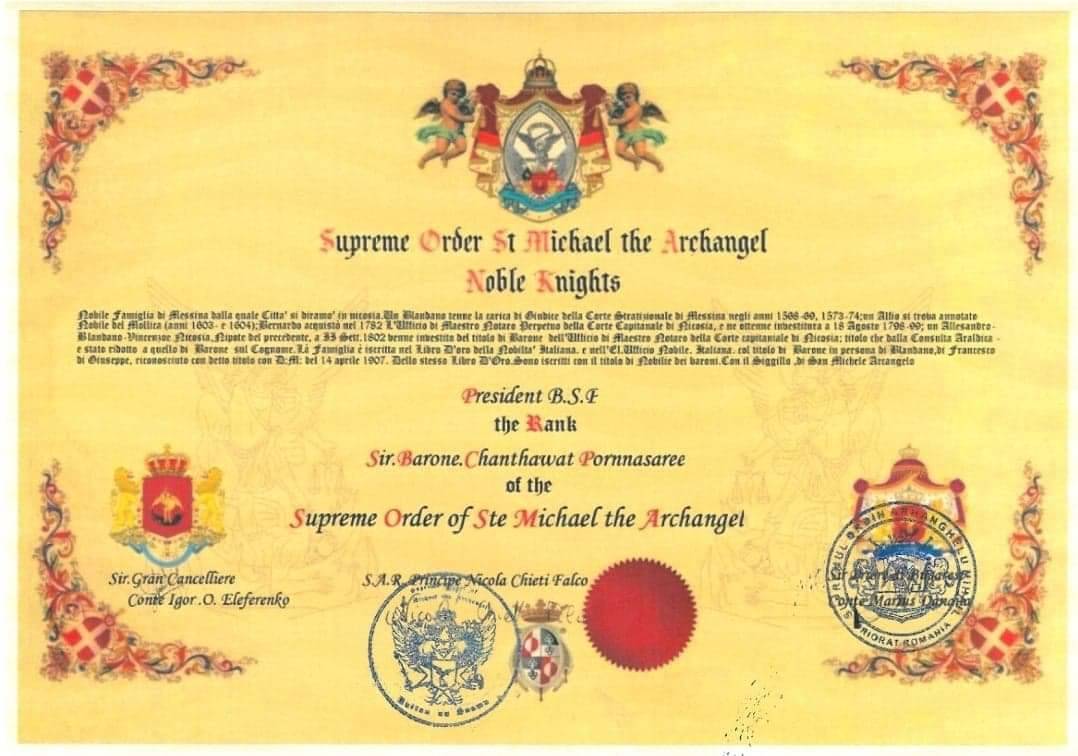 Supreme Order St Michael the Archangel
Noble Knights
Nobile Famiglia di Messina dalla quale Citta' si diramo' in nicosia.Un Blandano tenne la carica di Giudice della Corte Stratizionale di Messina negli anni 1568-69, 1573-74;un Allio si trova annotato
Nobile del Mollica (anni 1603- e 1604);Bernardo acquistò nel 1782 L'Ufficio di Maestro Notaro Perpetuo della Corte Capitanale di Nicosia, e ne ottenne investitura a 18 Agosto 1798-99; un Allesandro-
Blandano-Vincenzoe Nicosia,Nipote del precedente, a II Sett.1802 venne investito del titolo di Barone dell'Ufficio di Maestro Notaro della Corte capitaniale di Nicosia; titolo che dalla Consulta Araldica -
e stato ridotto a quello di Barone sul Cognome.La Famiglia è iscritta nel Libro D'oro della Nobilta' Italiana. e nell'El.Ufficio Nobile. Italiana. col titolo di Barone in persona di Blandano,di Francesco
di Giuseppe, riconosciuto con detto titolo con D:M: del 14 aprile 1907. Dello stesso Libro D'Oro.Sono iscritti con il titolo di Nobilie dei baroni.Con il Siggillo ,di San Michele Arcangelo
President B.S.F
the Rank
Sir.Barone.Chanthawat Pornnasaree
of the
Supreme Order of Ste Michael the Archangel
Sir.Gran Cancelliere
Conte Igor .O. Eleferenko
S.A.R. Principe Nicola Chieti Falco
Conte Marius Dang
SUPREMUL ORDIN ARHANGHELU MIHAIL
PRIORAT ROMANIA